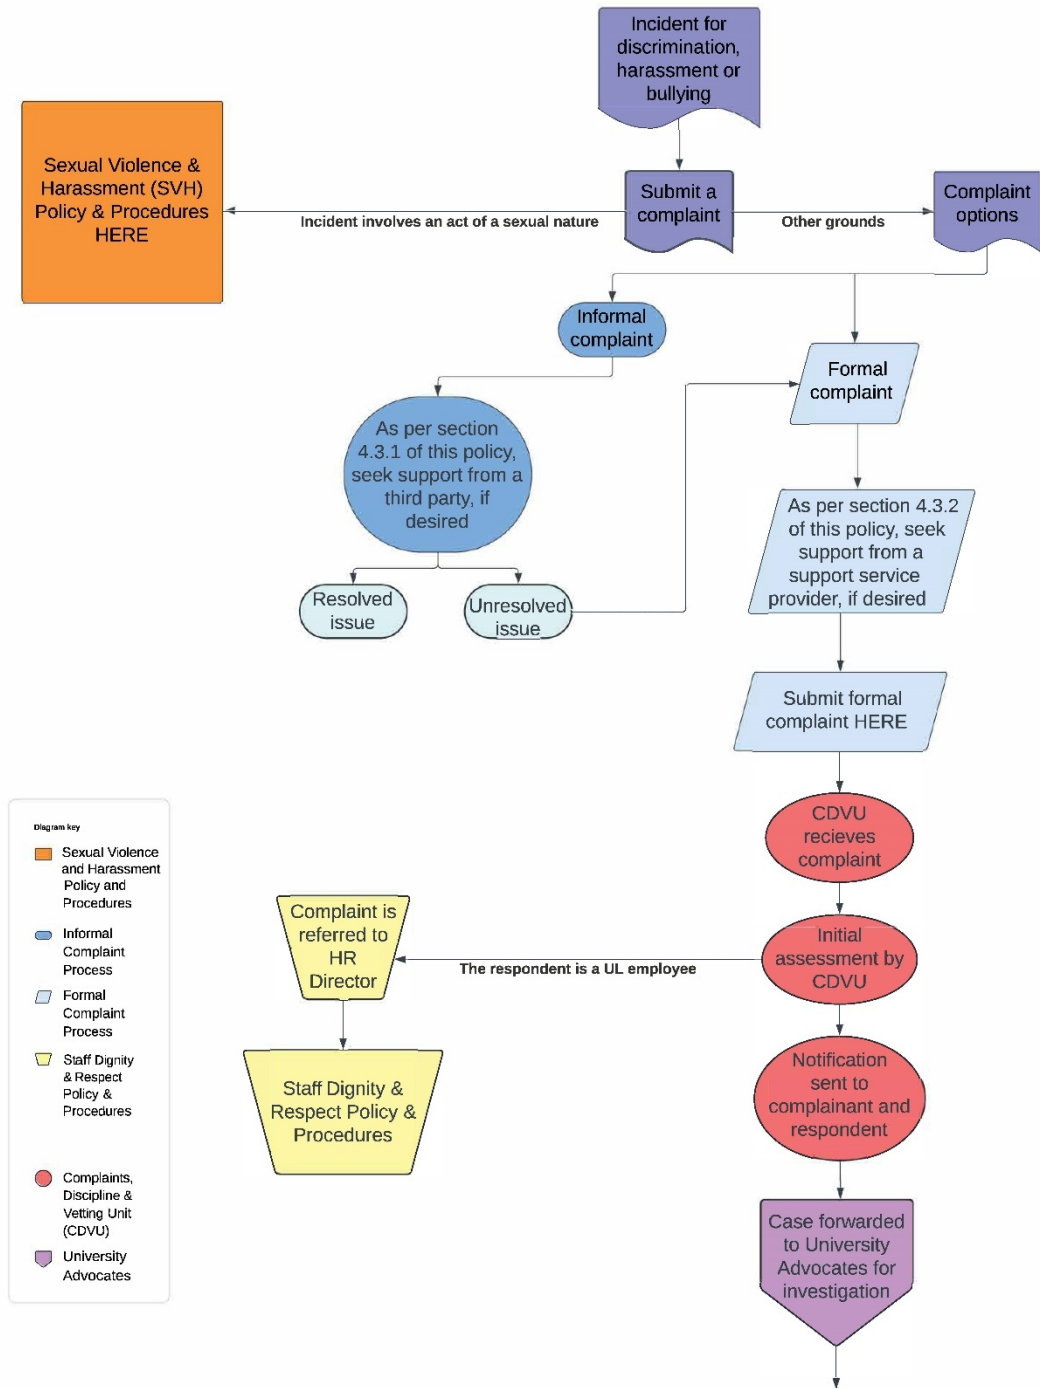 Incident for
discrimination,
harassment or
bullying
Sexual Violence &
Harassment (SVH)
Policy & Procedures
HERE
Incident involves an act of a sexual nature
Submit a
complaint
Other grounds
Complaint
options
Informal
complaint
Formal
complaint
As per section
4.3.1 of this policy,
seek support from a
third party, if
desired
As per section 4.3.2
of this policy, seek
support from a
support service
provider, if desired
Resolved
issue
Unresolved
issue
Submit formal
complaint HERE
CDVU
recieves
complaint
Complaint is
referred to
HR
Director
The respondent is a UL employee
Initial
assessment by
CDVU
Staff Dignity &
Respect Policy &
Procedures
Notification
sent to
complainant and
respondent
Case forwarded
to University
Advocates for
investigation
Diagram key
Sexual Violence
and Harassment
Policy and
Procedures
Informal
Complaint
Process
Formal
Complaint
Process
Staff Dignity
& Respect
Policy &
Procedures
Complaints,
Discipline &
Vetting Unit
(CDVU)
University
Advocates